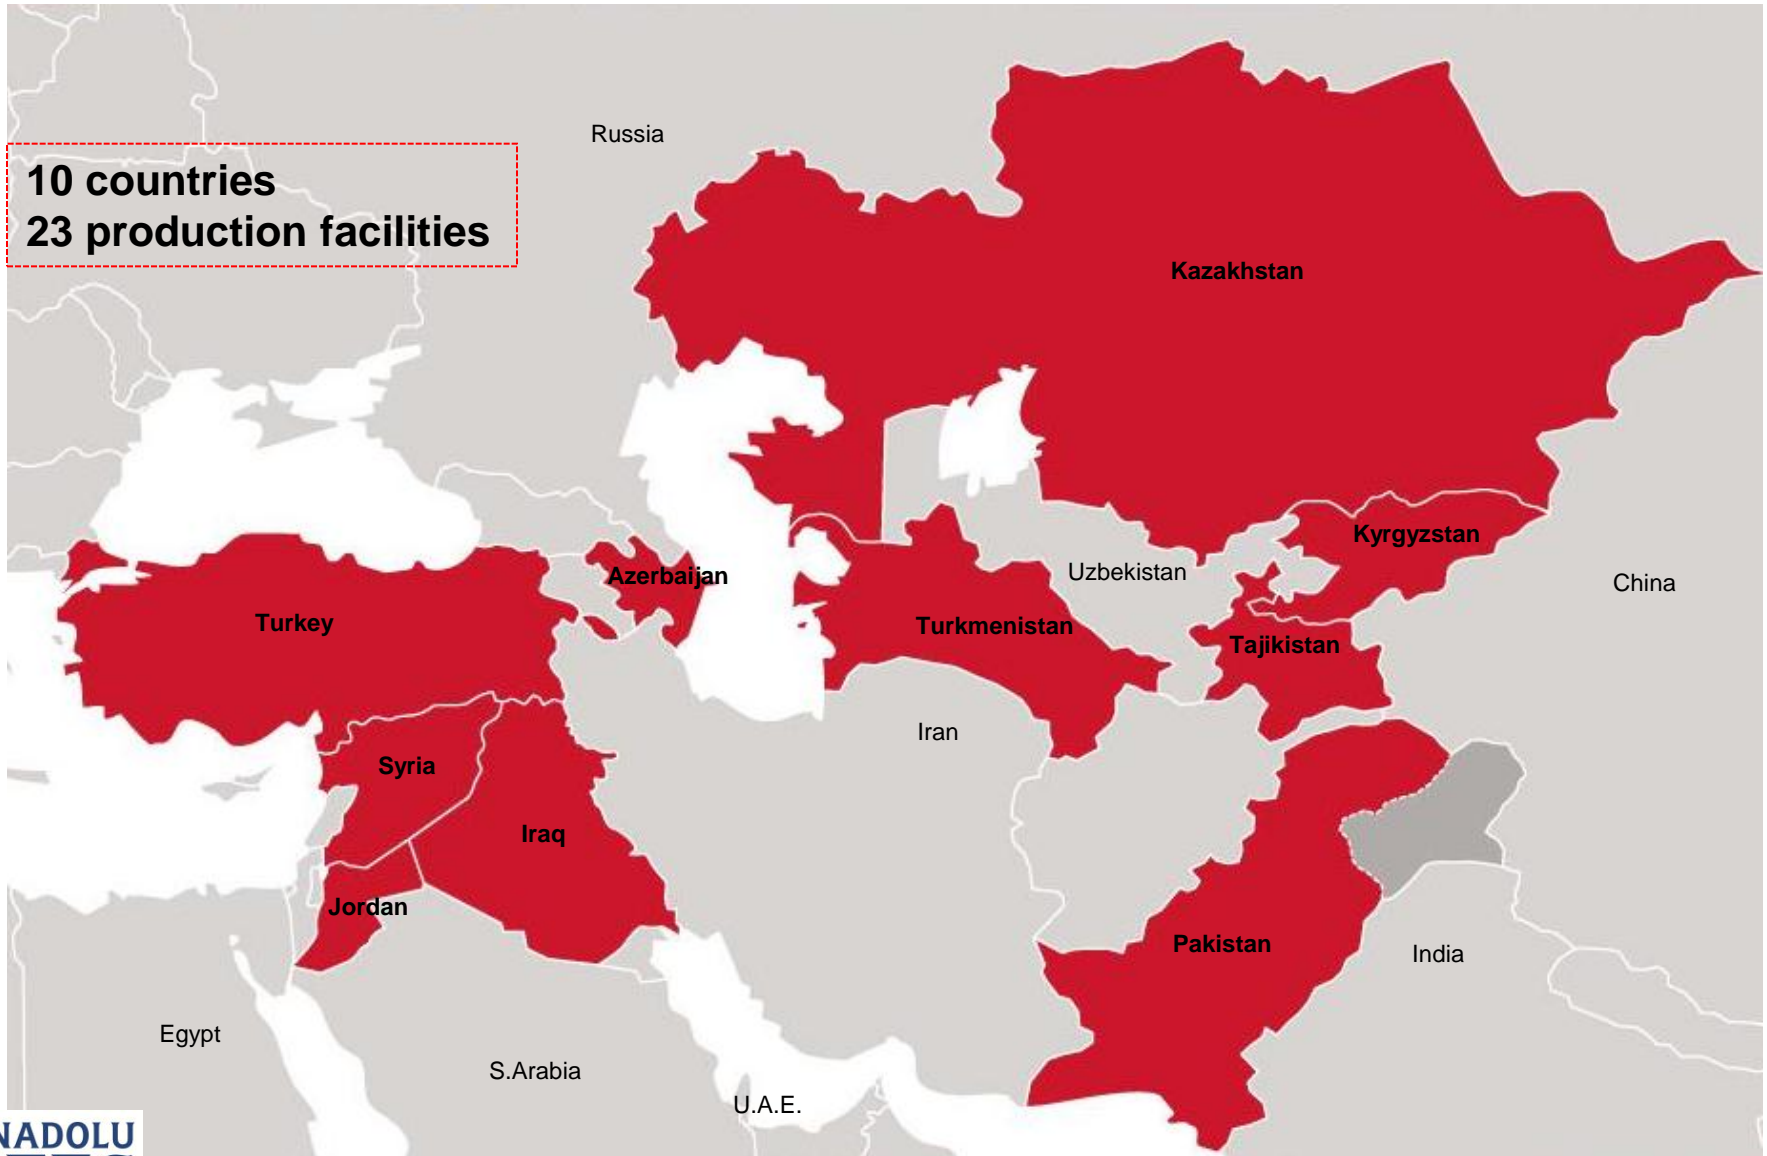 Russia
10 countries
23 production facilities
Kazakhstan
Kyrgyzstan
Uzbekistan
Azerbaijan
China
Turkey
Turkmenistan
Tajikistan
Iran
Syria
Iraq
Jordan
Pakistan
India
Egypt
S.Arabia
U.A.E.
NADOLU